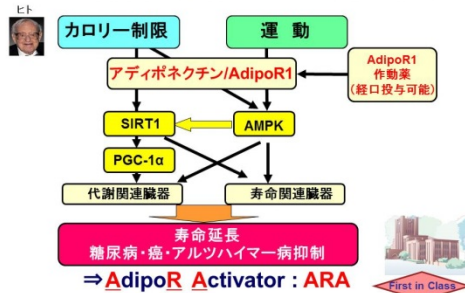 ヒト
カロリー制限
運 動
アディポネクチン/AdipoR1
AdipoR1
作動薬
(経口投与可能)
SIRT1
AMPK
PGC-1α
代謝関連臓器
寿命関連臓器
寿命延長
糖尿病・癌・アルツハイマー病抑制
⇒AdipoR Activator : ARA
First in Class